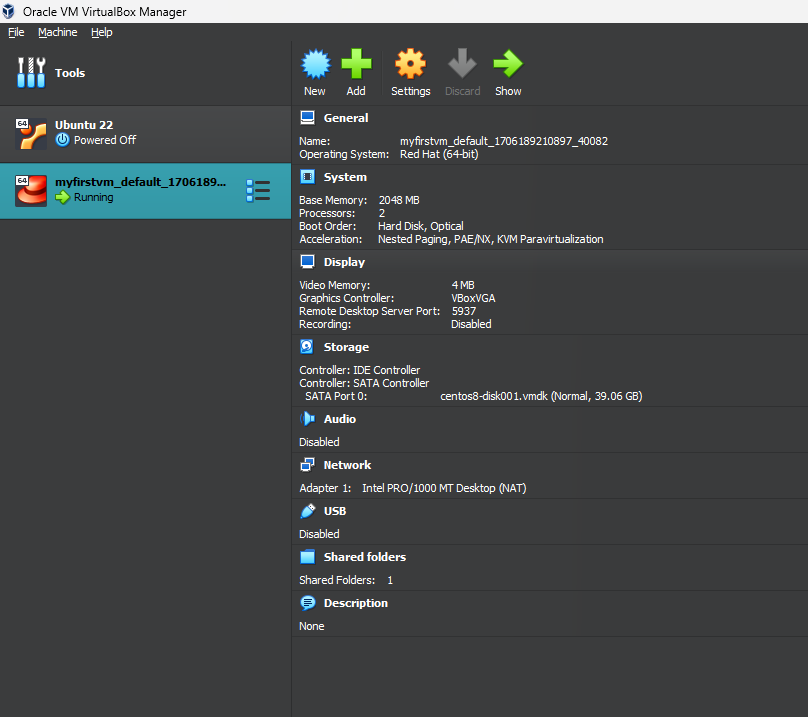 Oracle VM VirtualBox Manager
File Machine Help
Tools
New Add Settings Discard Show
64 Ubuntu 22
Powered Off
64 myfirstvm_default_1706189...
Running
General
Name: myfirstvm_default_1706189210897_40082
Operating System: Red Hat (64-bit)
System
Base Memory: 2048 MB
Processors: 2
Boot Order: Hard Disk, Optical
Acceleration: Nested Paging, PAE/NX, KVM Paravirtualization
Display
Video Memory: 4 MB
Graphics Controller: VBoxVGA
Remote Desktop Server Port: 5937
Recording: Disabled
Storage
Controller: IDE Controller
Controller: SATA Controller
SATA Port 0: centos8-disk001.vmdk (Normal, 39.06 GB)
Audio
Disabled
Network
Adapter 1: Intel PRO/1000 MT Desktop (NAT)
USB
Disabled
Shared folders
Shared Folders: 1
Description
None